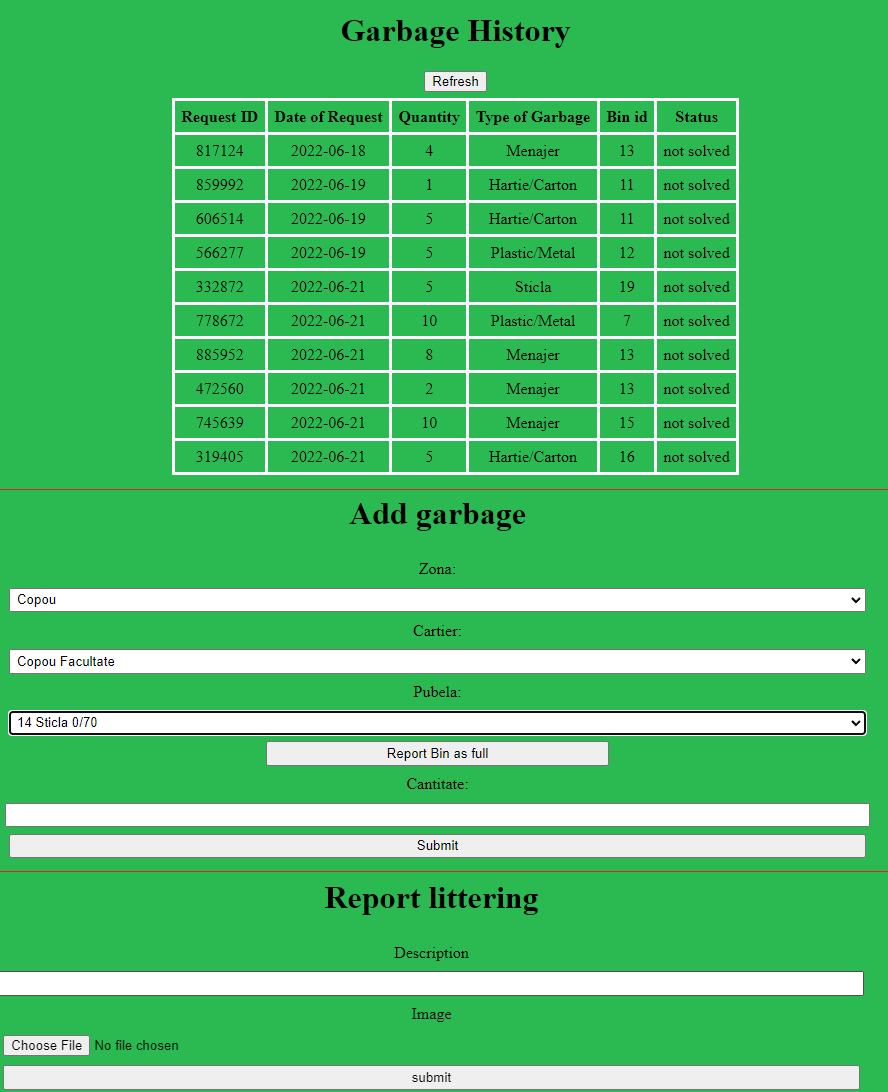 Garbage History
Refresh
Request ID Date of Request Quantity Type of Garbage Bin id Status
817124 2022-06-18 4 Menajer 13 not solved
859992 2022-06-19 1 Hartie/Carton 11 not solved
606514 2022-06-19 5 Hartie/Carton 11 not solved
566277 2022-06-19 5 Plastic/Metal 12 not solved
332872 2022-06-21 5 Sticla 19 not solved
778672 2022-06-21 10 Plastic/Metal 7 not solved
885952 2022-06-21 8 Menajer 13 not solved
472560 2022-06-21 2 Menajer 13 not solved
745639 2022-06-21 10 Menajer 15 not solved
319405 2022-06-21 5 Hartie/Carton 16 not solved
Add garbage
Zona:
Copou
Cartier:
Copou Facultate
Pubela:
14 Sticla 0/70
Report Bin as full
Cantitate:
Submit
Report littering
Description
Image
Choose File No file chosen
submit